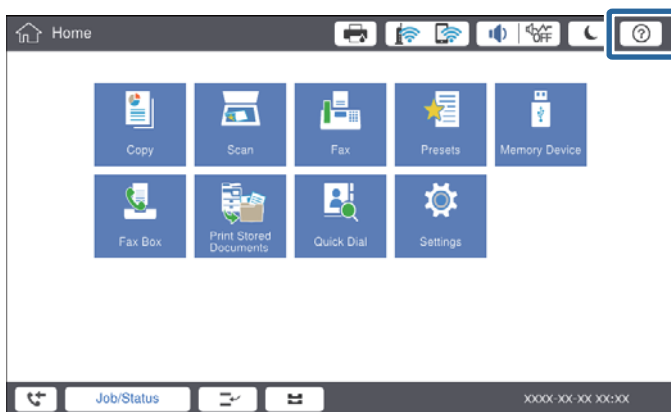 Home
OFF
?
Copy
Scan
Fax
Presets
Memory Device
Fax Box
Print Stored
Documents
Quick Dial
Settings
Job/Status
XXXX-XX-XX XX:XX